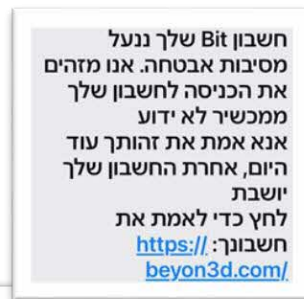 חשבון Bit שלך ננעל
מסיבות אבטחה. אנו מזהים
את הכניסה לחשבון שלך
ממכשיר לא ידוע
אנא אמת את זהותך עוד
היום, אחרת החשבון שלך
יושבת
לחץ כדי לאמת את
חשבונך: https://
beyon3d.com/